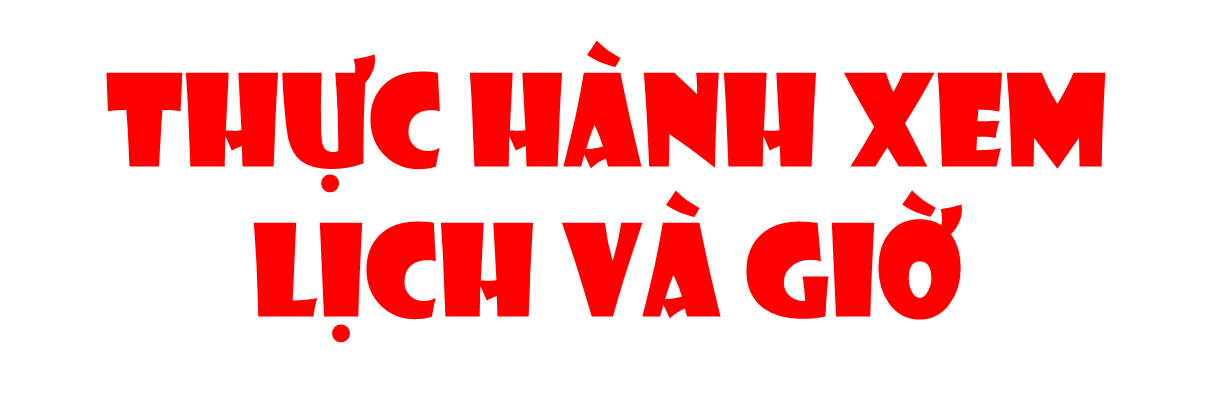 THỰC HÀNH XEM
LỊCH VÀ GIỜ